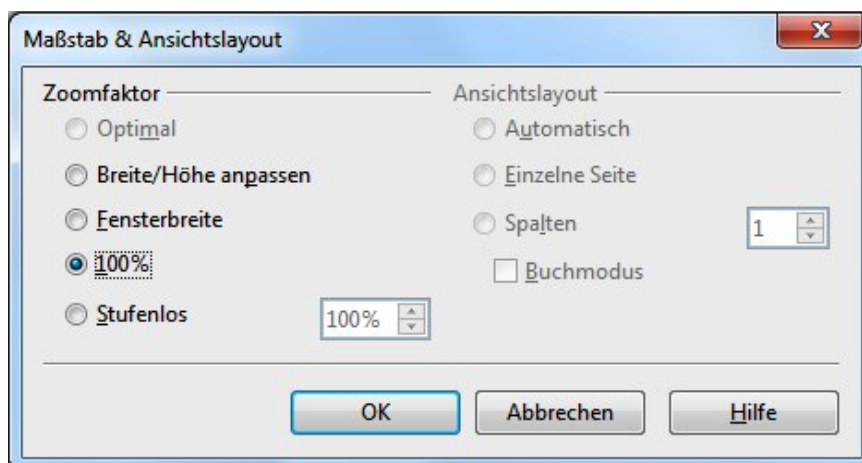 Maßstab & Ansichtslayout
Zoomfaktor
Optimal
Breite/Höhe anpassen
Fensterbreite
100%
Stufenlos
100%
Ansichtslayout
Automatisch
Einzelne Seite
Spalten
1
Buchmodus
OK
Abbrechen
Hilfe